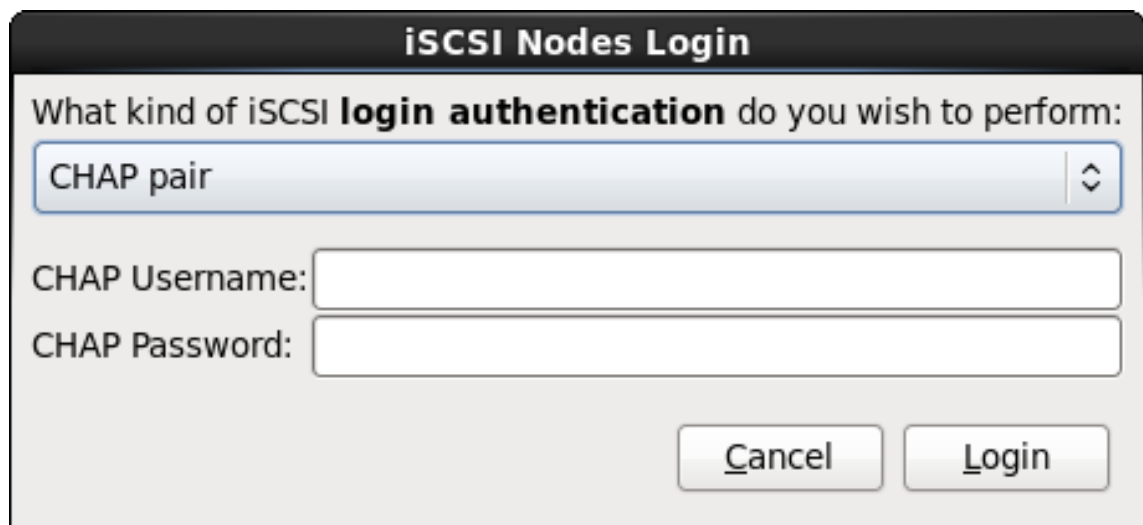 iSCSI Nodes Login
What kind of iSCSI login authentication do you wish to perform:
CHAP pair
CHAP Username:
CHAP Password:
Cancel Login